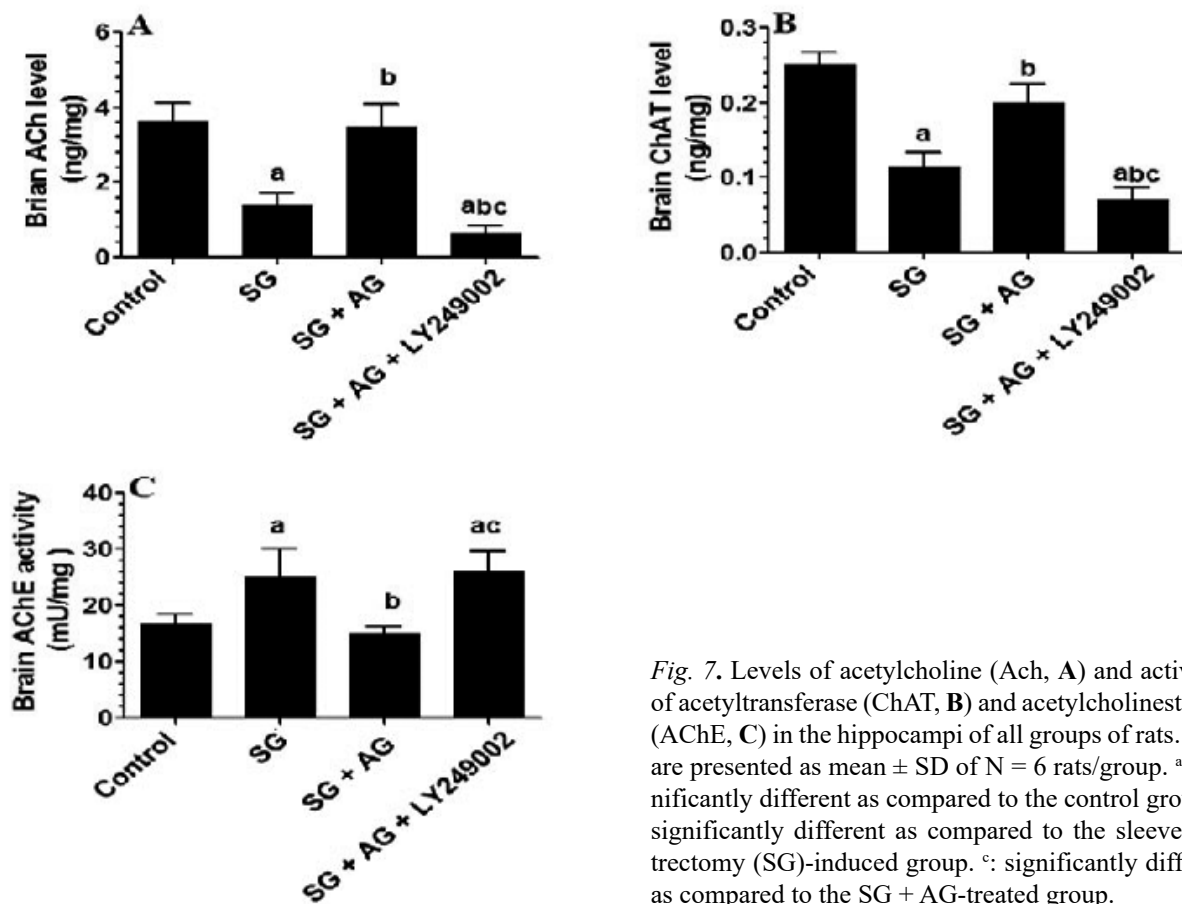 A
Brian ACh level
(ng/mg)
6
4
2
0
a
b
abc
Control
SG
SG + AG
SG + AG + LY249002
B
Brain ChAT level
(ng/mg)
0.3
0.2
0.1
0.0
a
b
abc
Control
SG
SG + AG
SG + AG + LY249002
C
Brain AChE activity
(mU/mg )
40
30
20
10
0
a
b
ac
Control
SG
SG + AG
SG + AG + LY249002
Fig. 7. Levels of acetylcholine (Ach, A) and activ
of acetyltransferase (ChAT, B) and acetylcholinest
(AChE, C) in the hippocampi of all groups of rats.
are presented as mean ± SD of N = 6 rats/group. a
nificantly different as compared to the control grou
significantly different as compared to the sleeve
trectomy (SG)-induced group. c: significantly diffe
as compared to the SG + AG-treated group.